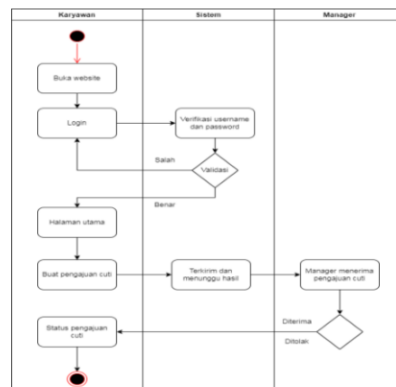 Karyawan
Sistem
Manager
Buka website
Login
Verifikasi username
dan password
Salah
Validasi
Benar
Halaman utama
Buat pengajuan cuti
Terkirim dan
menunggu hasil
Manager menerima
pengajuan cuti
Diterima
Ditolak
Status pengajuan
cuti